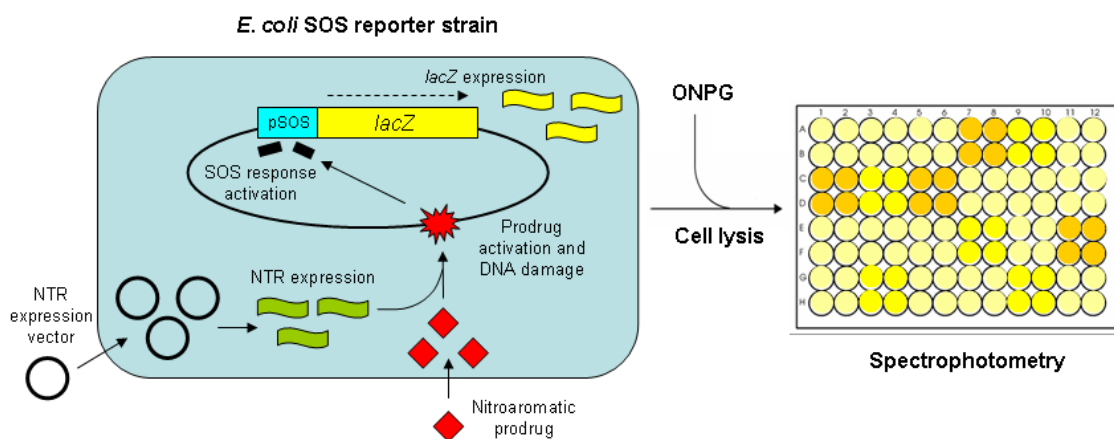 E. coli SOS reporter strain
lacZ expression
pSOS
lacZ
SOS response
activation
Prodrug
activation and
DNA damage
NTR
expression
vector
NTR expression
Nitroaromatic
prodrug
ONPG
Cell lysis
1 2 3 4 5 6 7 8 9 10 11 12
A
B
C
D
E
F
G
H
Spectrophotometry